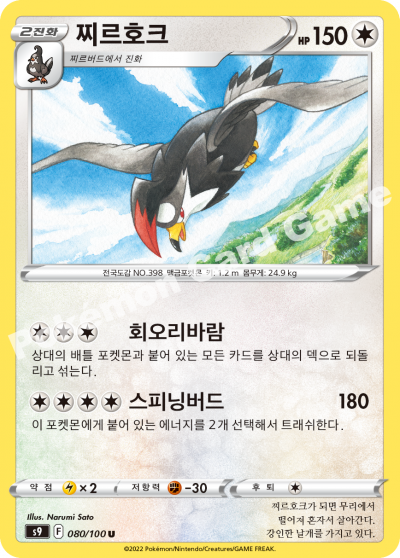 2진화
찌르호크
HP 150
찌르버드에서 진화
전국도감 NO.398 맹금포켓몬 키: 1.2 m 몸무게: 24.9 kg
회오리바람
상대의 배틀 포켓몬과 붙어 있는 모든 카드를 상대의 덱으로 되돌
리고 섞는다.
스피닝버드 180
이 포켓몬에게 붙어 있는 에너지를 2개 선택해서 트래쉬한다.
약점 ×2 저항력 -30 후퇴
Illus. Narumi Sato
s9 F 080/100 U
찌르호크가 되면 무리에서
떨어져 혼자서 살아간다.
강인한 날개를 가지고 있다.
©2022 Pokémon/Nintendo/Creatures/GAME FREAK.
Pokémon Card Game